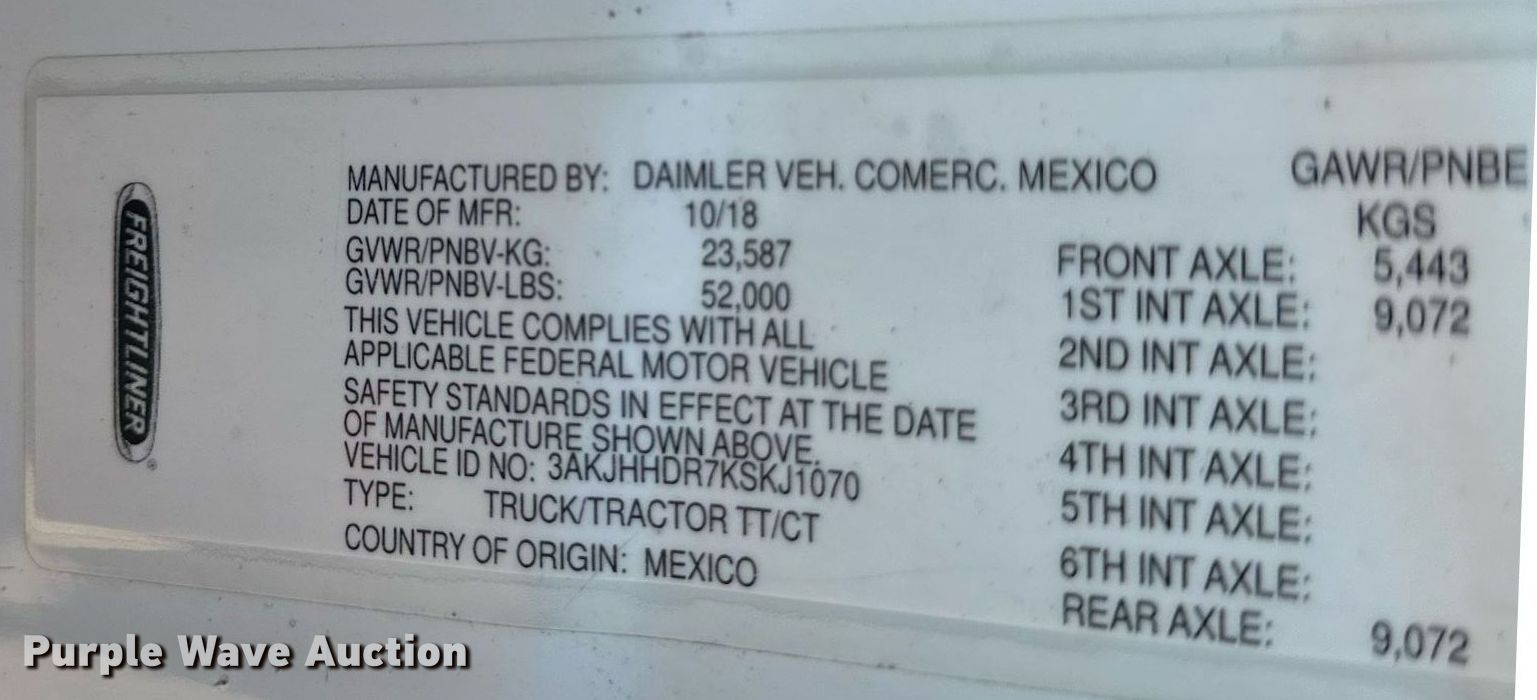 FREIGHTLINER
MANUFACTURED BY: DAIMLER VEH. COMERC. MEXICO
DATE OF MFR: 10/18
GVWR/PNBV-KG: 23,587
GVWR/PNBV-LBS: 52,000
THIS VEHICLE COMPLIES WITH ALL
APPLICABLE FEDERAL MOTOR VEHICLE
SAFETY STANDARDS IN EFFECT AT THE DATE
OF MANUFACTURE SHOWN ABOVE.
VEHICLE ID NO: 3AKJHHDR7KSKJ1070
TYPE: TRUCK/TRACTOR TT/CT
COUNTRY OF ORIGIN: MEXICO
GAWR/PNBE
KGS
FRONT AXLE: 5,443
1ST INT AXLE: 9,072
2ND INT AXLE:
3RD INT AXLE:
4TH INT AXLE:
5TH INT AXLE:
6TH INT AXLE:
REAR AXLE: 9,072
Purple Wave Auction